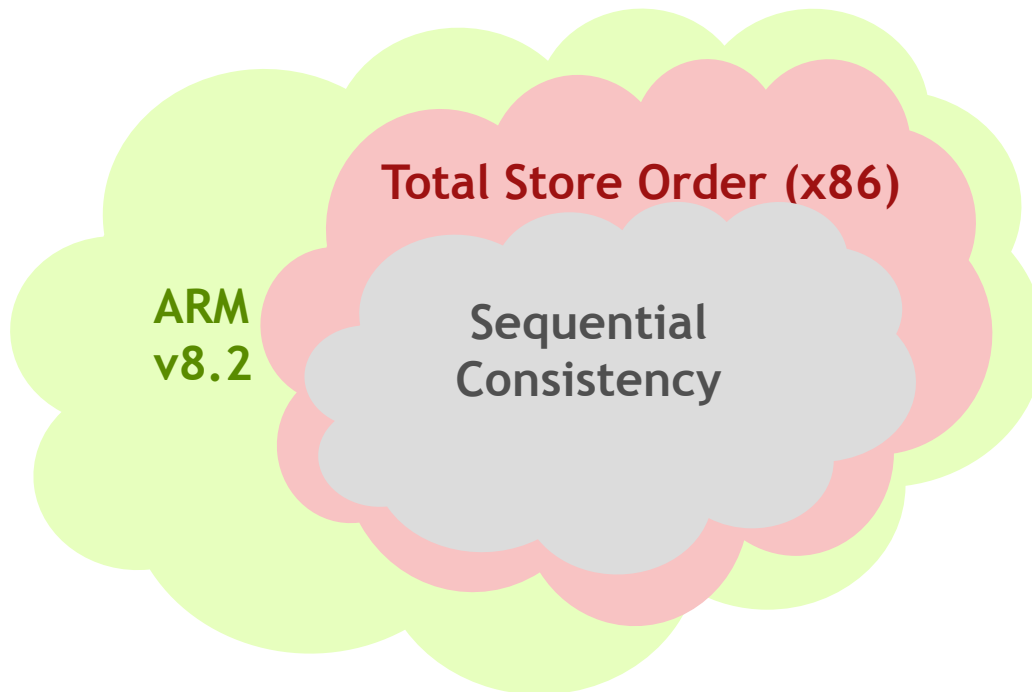 Total Store Order (x86)
ARM
v8.2
Sequential
Consistency